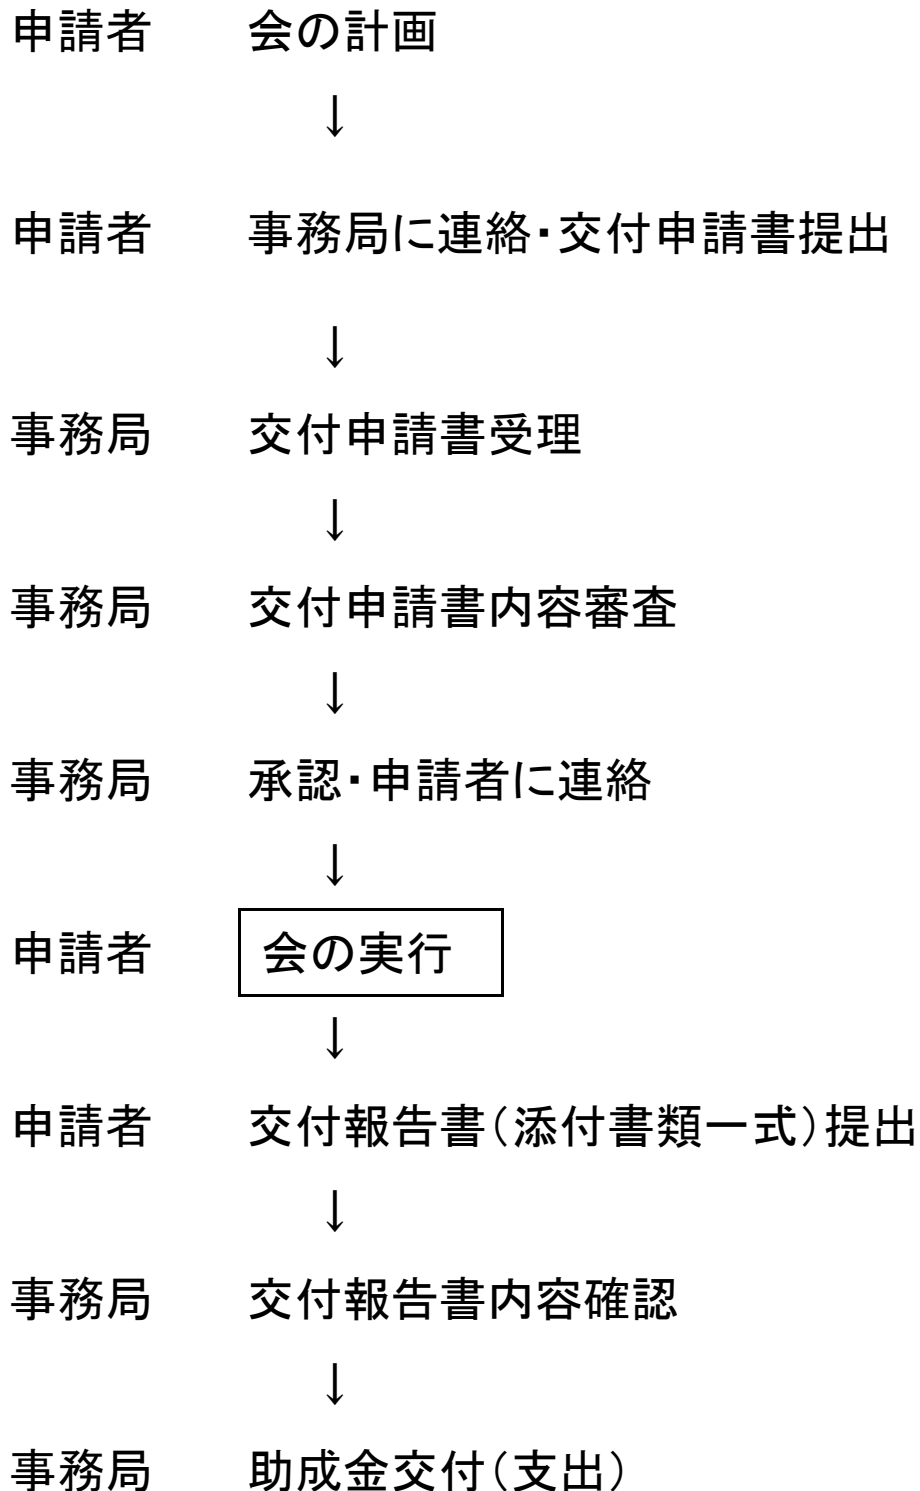 申請者 会の計画
↓
申請者 事務局に連絡・交付申請書提出
↓
事務局 交付申請書受理
↓
事務局 交付申請書内容審査
↓
事務局 承認・申請者に連絡
↓
申請者 会の実行
↓
申請者 交付報告書(添付書類一式)提出
↓
事務局 交付報告書内容確認
↓
事務局 助成金交付(支出)